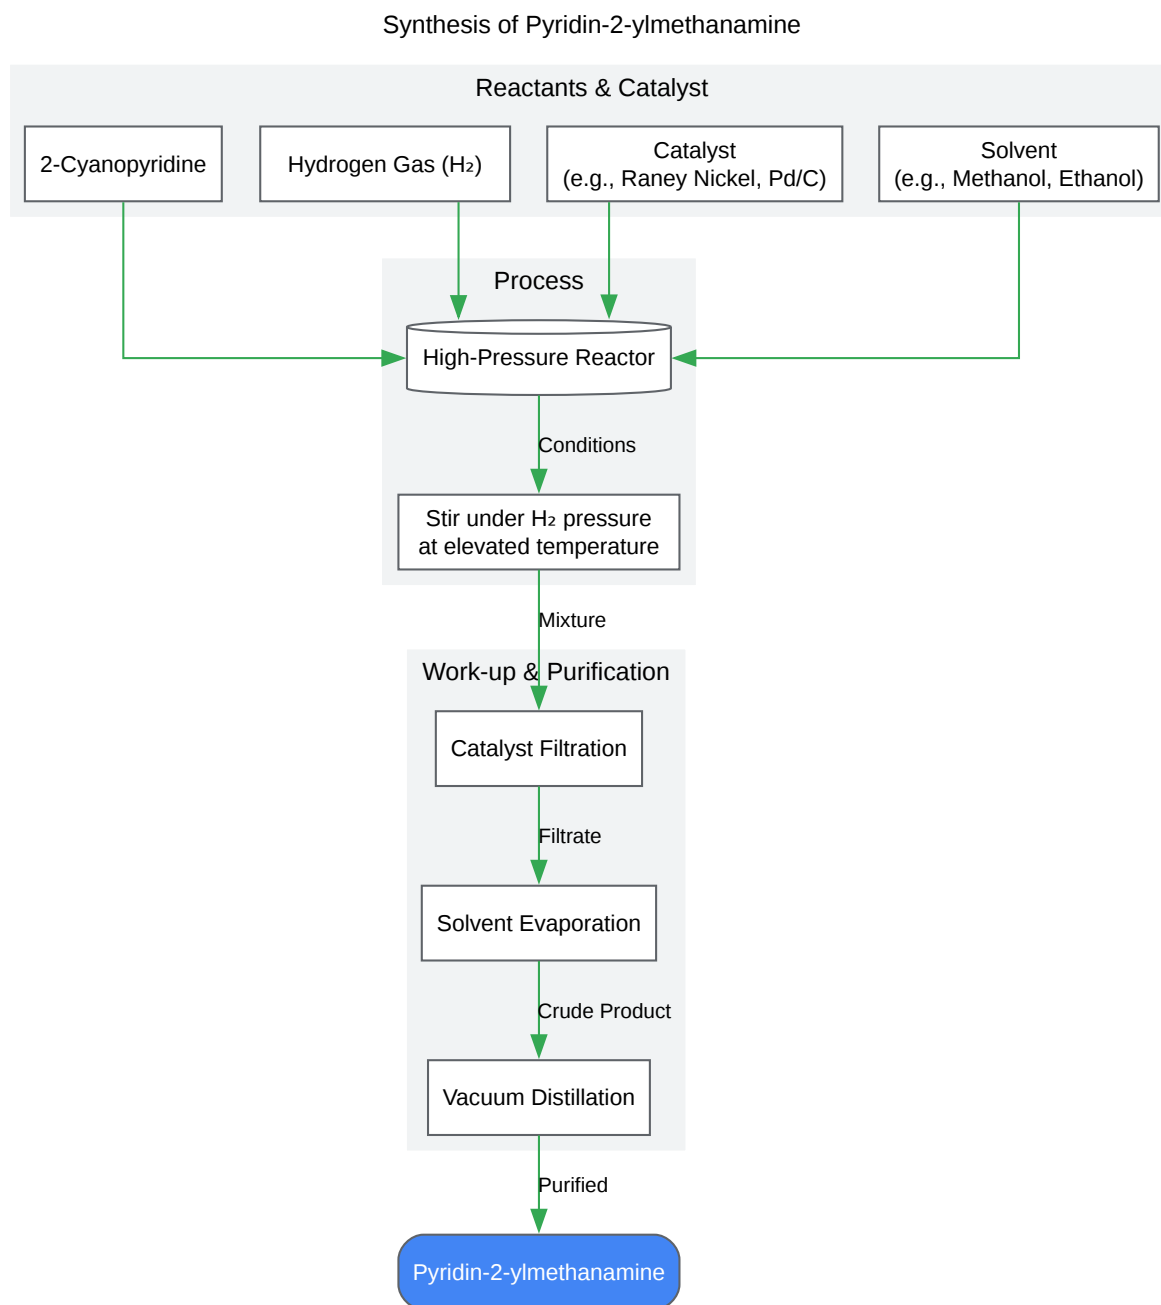 Synthesis of Pyridin-2-ylmethanamine
Reactants & Catalyst
2-Cyanopyridine
Hydrogen Gas (H₂)
Catalyst
(e.g., Raney Nickel, Pd/C)
Solvent
(e.g., Methanol, Ethanol)
Process
High-Pressure Reactor
Conditions
Stir under H₂ pressure
at elevated temperature
Mixture
Work-up & Purification
Catalyst Filtration
Filtrate
Solvent Evaporation
Crude Product
Vacuum Distillation
Purified
Pyridin-2-ylmethanamine